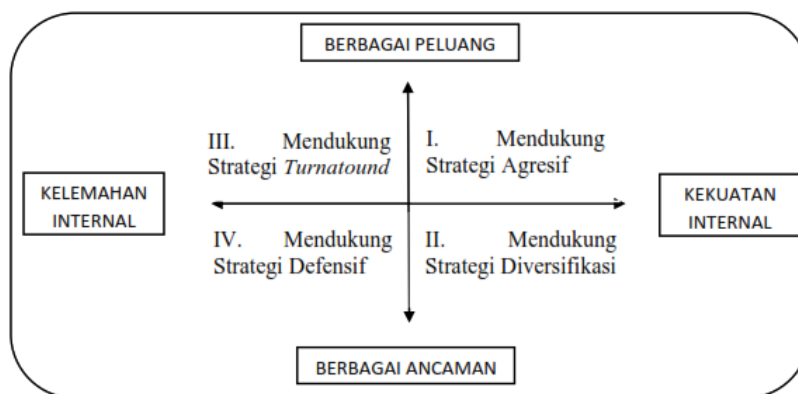 BERBAGAI PELUANG
III. Mendukung
Strategi Turnatound
I. Mendukung
Strategi Agresif
KELEMAHAN
INTERNAL
KEKUATAN
INTERNAL
IV. Mendukung
Strategi Defensif
II. Mendukung
Strategi Diversifikasi
BERBAGAI ANCAMAN